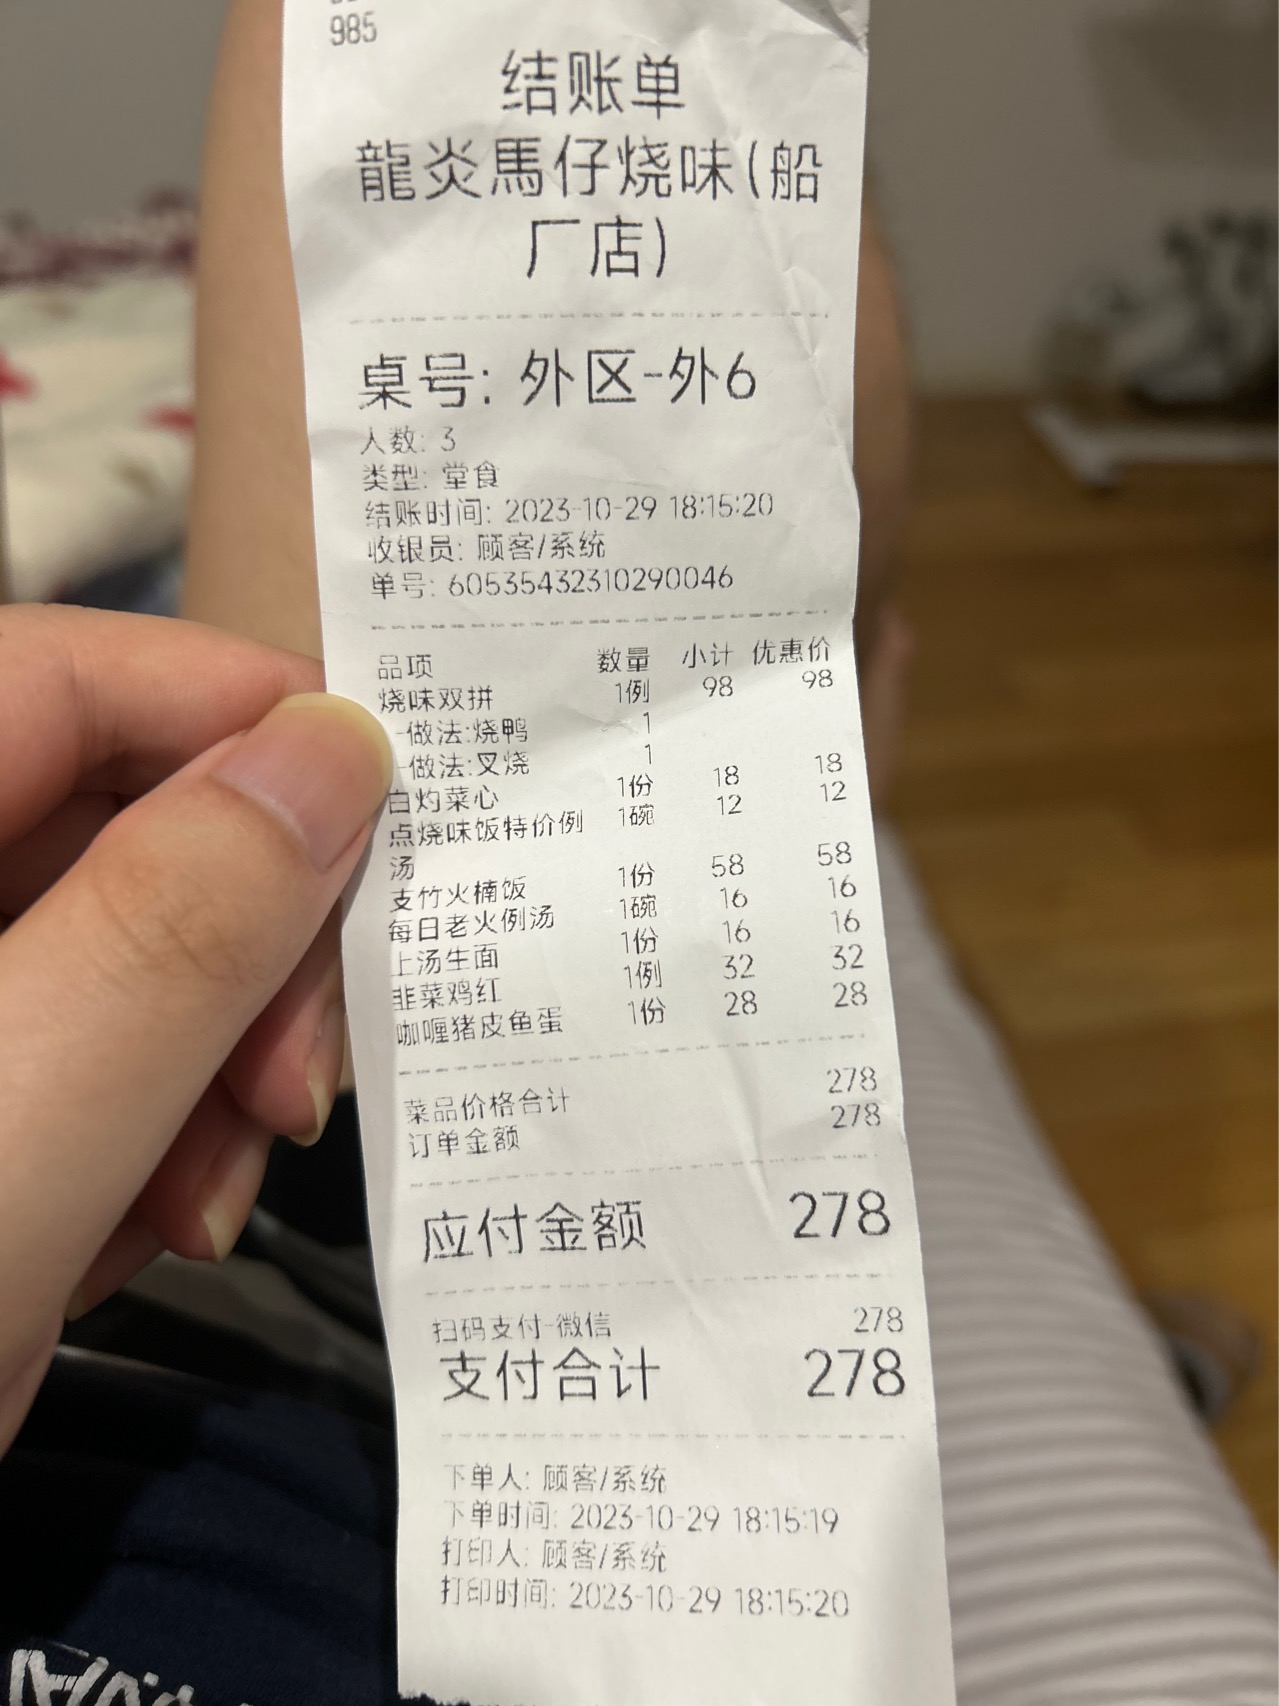 985
结账单
龍炎馬仔烧味(船
厂店)
桌号: 外区-外6
人数: 3
类型: 堂食
结账时间: 2023-10-29 18:15:20
收银员: 顾客/系统
单号: 60535432310290046
品项 数量 小计 优惠价
烧味双拼 1例 98 98
-做法:烧鸭 1
-做法:叉烧 1
白灼菜心 1份 18 18
点烧味饭特价例 1碗 12 12
汤
支竹火楠饭 1份 58 58
每日老火例汤 1碗 16 16
上汤生面 1份 16 16
韭菜鸡红 1例 32 32
咖喱猪皮鱼蛋 1份 28 28
菜品价格合计 278
订单金额 278
应付金额 278
扫码支付-微信 278
支付合计 278
下单人: 顾客/系统
下单时间: 2023-10-29 18:15:19
打印人: 顾客/系统
打印时间: 2023-10-29 18:15:20